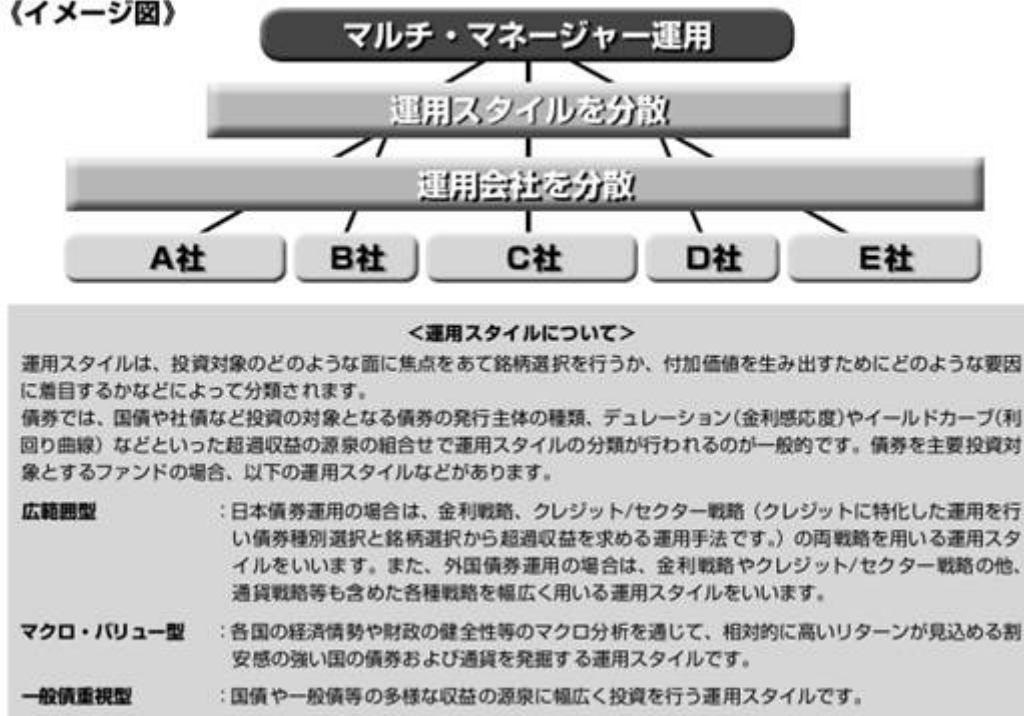 《イメージ図》
マルチ・マネージャー運用
運用スタイルを分散
運用会社を分散
A社 B社 C社 D社 E社
＜運用スタイルについて＞
運用スタイルは、投資対象のどのような面に焦点をあて銘柄選択を行うか、付加価値を生み出すためにどのような要因
に着目するかなどによって分類されます。
債券では、国債や社債など投資の対象となる債券の発行主体の種類、デュレーション(金利感応度)やイールドカーブ(利
回り曲線）などといった超過収益の源泉の組合せで運用スタイルの分類が行われるのが一般的です。債券を主要投資対
象とするファンドの場合、以下の運用スタイルなどがあります。
広範囲型 ：日本債券運用の場合は、金利戦略、クレジット/セクター戦略（クレジットに特化した運用を行
い債券種別選択と銘柄選択から超過収益を求める運用手法です。）の両戦略を用いる運用スタ
イルをいいます。また、外国債券運用の場合は、金利戦略やクレジット/セクター戦略の他、
通貨戦略等も含めた各種戦略を幅広く用いる運用スタイルをいいます。
マクロ・バリュー型 ：各国の経済情勢や財政の健全性等のマクロ分析を通じて、相対的に高いリターンが見込める割
安感の強い国の債券および通貨を発掘する運用スタイルです。
一般債重視型 ：国債や一般債等の多様な収益の源泉に幅広く投資を行う運用スタイルです。